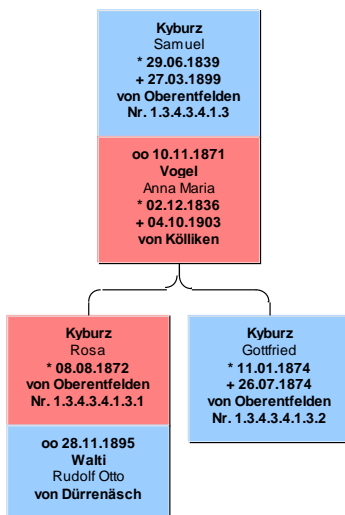 Kyburz
Samuel
* 29.06.1839
+ 27.03.1899
von Oberentfelden
Nr. 1.3.4.3.4.1.3
oo 10.11.1871
Vogel
Anna Maria
* 02.12.1836
+ 04.10.1903
von Kölliken
Kyburz
Rosa
* 08.08.1872
von Oberentfelden
Nr. 1.3.4.3.4.1.3.1
oo 28.11.1895
Walti
Rudolf Otto
von Dürrenäsch
Kyburz
Gottfried
* 11.01.1874
+ 26.07.1874
von Oberentfelden
Nr. 1.3.4.3.4.1.3.2